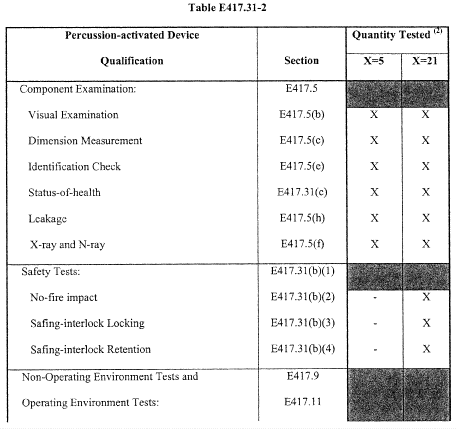 Table E417.31-2
Percussion-activated Device Quantity Tested (2)
Qualification Section X=5 X=21
Component Examination: E417.5
Visual Examination E417.5(b) X X
Dimension Measurement E417.5(c) X X
Identification Check E417.5(e) X X
Status-of-health E417.31(c) X X
Leakage E417.5(h) X X
X-ray and N-ray E417.5(f) X X
Safety Tests: E417.31(b)(1)
No-fire impact E417.31(b)(2) - X
Safing-interlock Locking E417.31(b)(3) - X
Safing-interlock Retention E417.31(b)(4) - X
Non-Operating Environment Tests and E417.9
Operating Environment Tests: E417.11